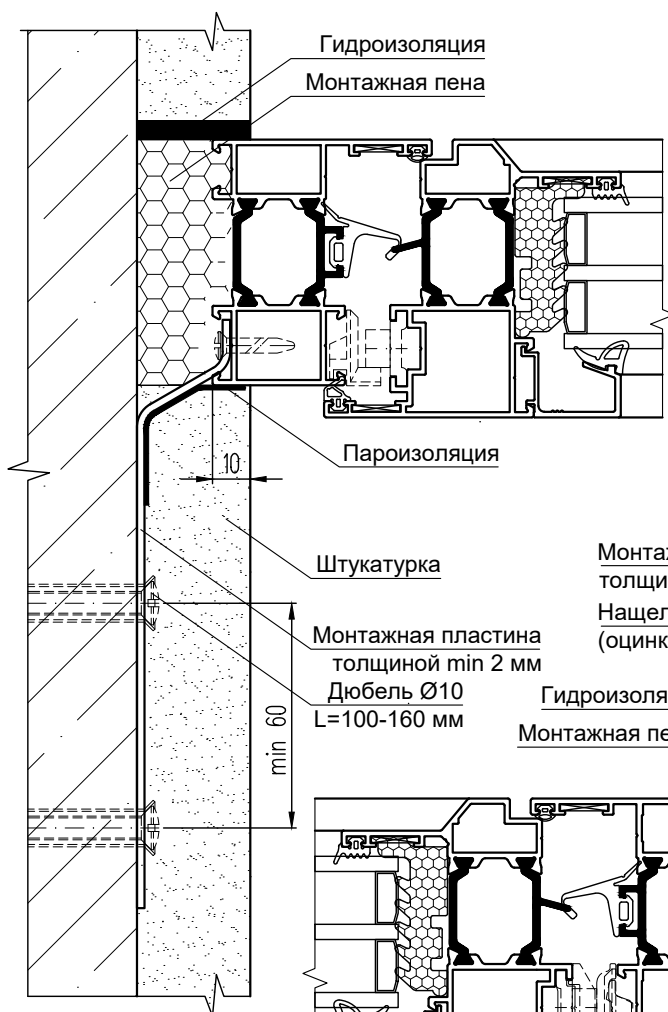 Гидроизоляция
Монтажная пена
Пароизоляция
10
Штукатурка
Монтажная пластина
толщиной min 2 мм
Дюбель Ø10
L=100-160 мм
min 60
(оцинк